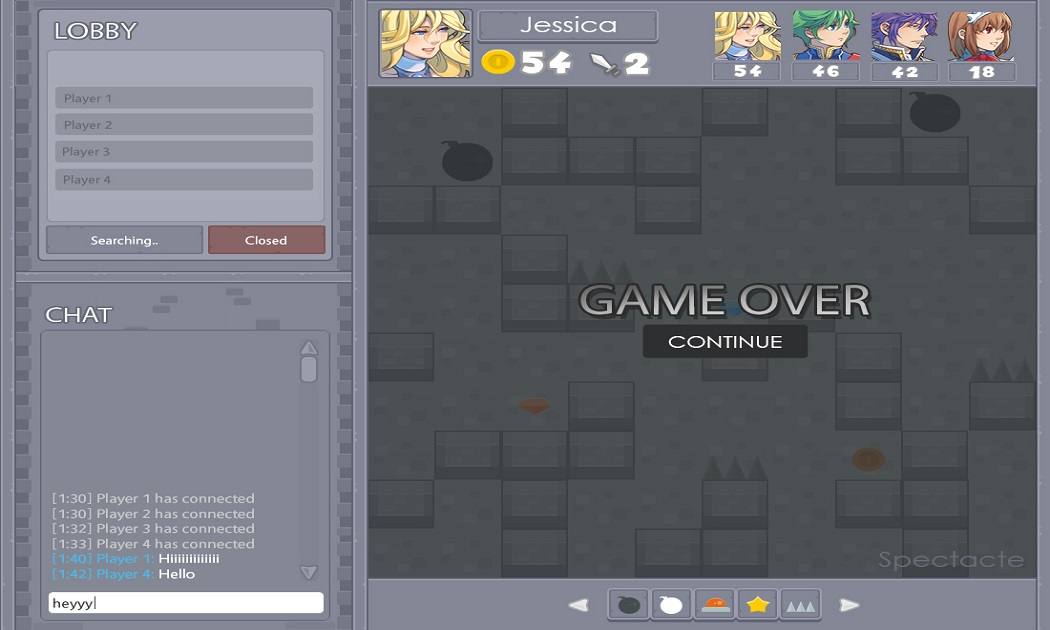 LOBBY
Player 1
Player 2
Player 3
Player 4
Searching..
Closed
CHAT
[1:30] Player 1 has connected
[1:30] Player 2 has connected
[1:32] Player 3 has connected
[1:33] Player 4 has connected
[1:40] Player 1: Hiiiiiiiiiiiii
[1:42] Player 4: Hello
heyyy
Jessica
54 2
54 46 42 18
GAME OVER
CONTINUE
Spectacte